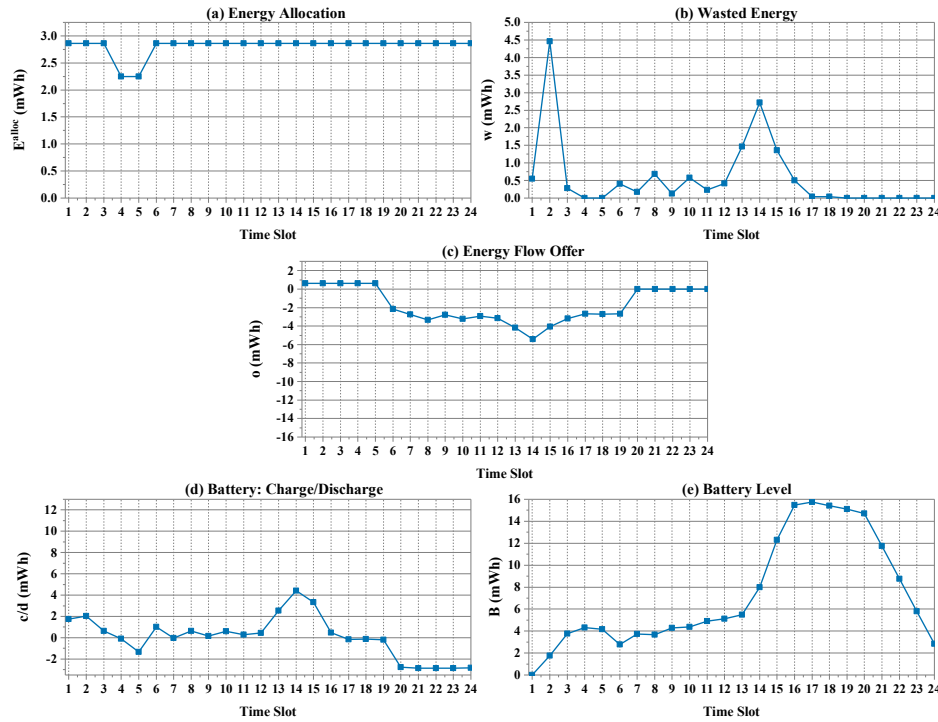 (a) Energy Allocation
3.0
2.5
2.0
1.5
1.0
0.5
0.0
E^alloc (mWh)
1 2 3 4 5 6 7 8 9 10 11 12 13 14 15 16 17 18 19 20 21 22 23 24
Time Slot
(b) Wasted Energy
5.0
4.5
4.0
3.5
3.0
2.5
2.0
1.5
1.0
0.5
0.0
w (mWh)
1 2 3 4 5 6 7 8 9 10 11 12 13 14 15 16 17 18 19 20 21 22 23 24
Time Slot
(c) Energy Flow Offer
2
0
-2
-4
-6
-8
-10
-12
-14
-16
o (mWh)
1 2 3 4 5 6 7 8 9 10 11 12 13 14 15 16 17 18 19 20 21 22 23 24
Time Slot
(d) Battery: Charge/Discharge
12
10
8
6
4
2
0
-2
c/d (mWh)
1 2 3 4 5 6 7 8 9 10 11 12 13 14 15 16 17 18 19 20 21 22 23 24
Time Slot
(e) Battery Level
16
14
12
10
8
6
4
2
0
B (mWh)
1 2 3 4 5 6 7 8 9 10 11 12 13 14 15 16 17 18 19 20 21 22 23 24
Time Slot